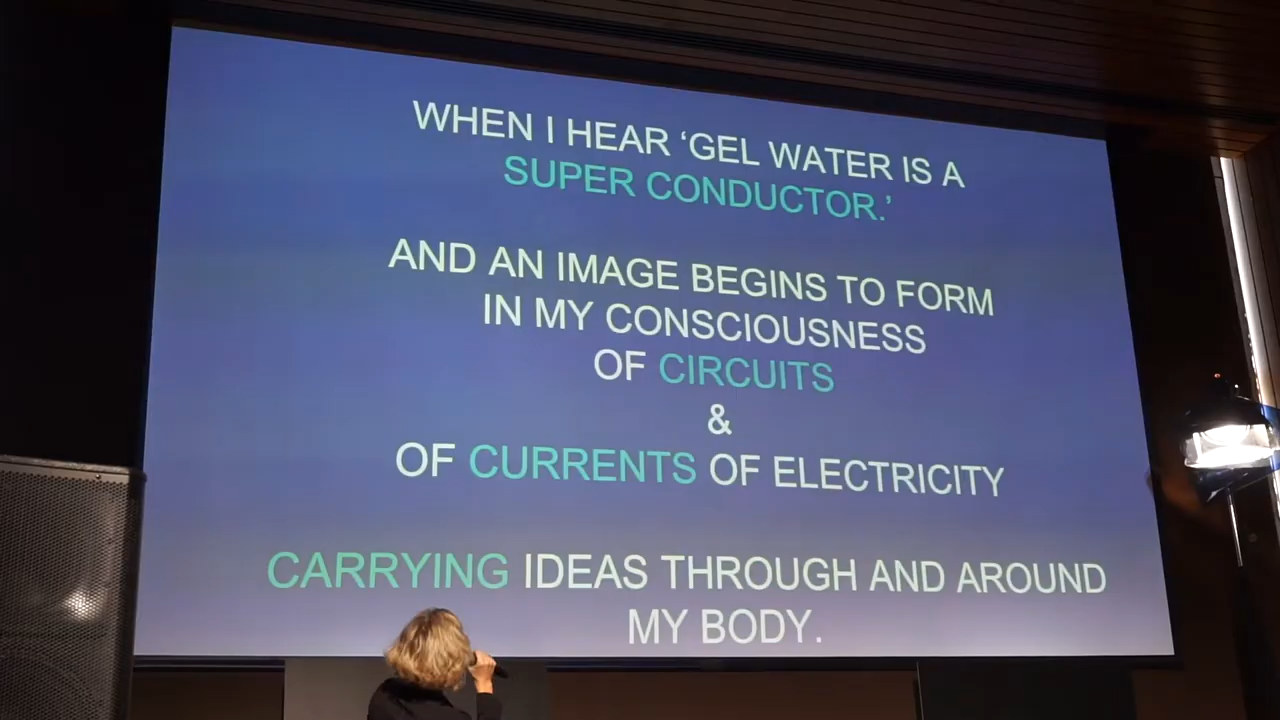 WHEN I HEAR ‘GEL WATER IS A
SUPER CONDUCTOR.’
AND AN IMAGE BEGINS TO FORM
IN MY CONSCIOUSNESS
OF CIRCUITS
&
OF CURRENTS OF ELECTRICITY
CARRYING IDEAS THROUGH AND AROUND
MY BODY.